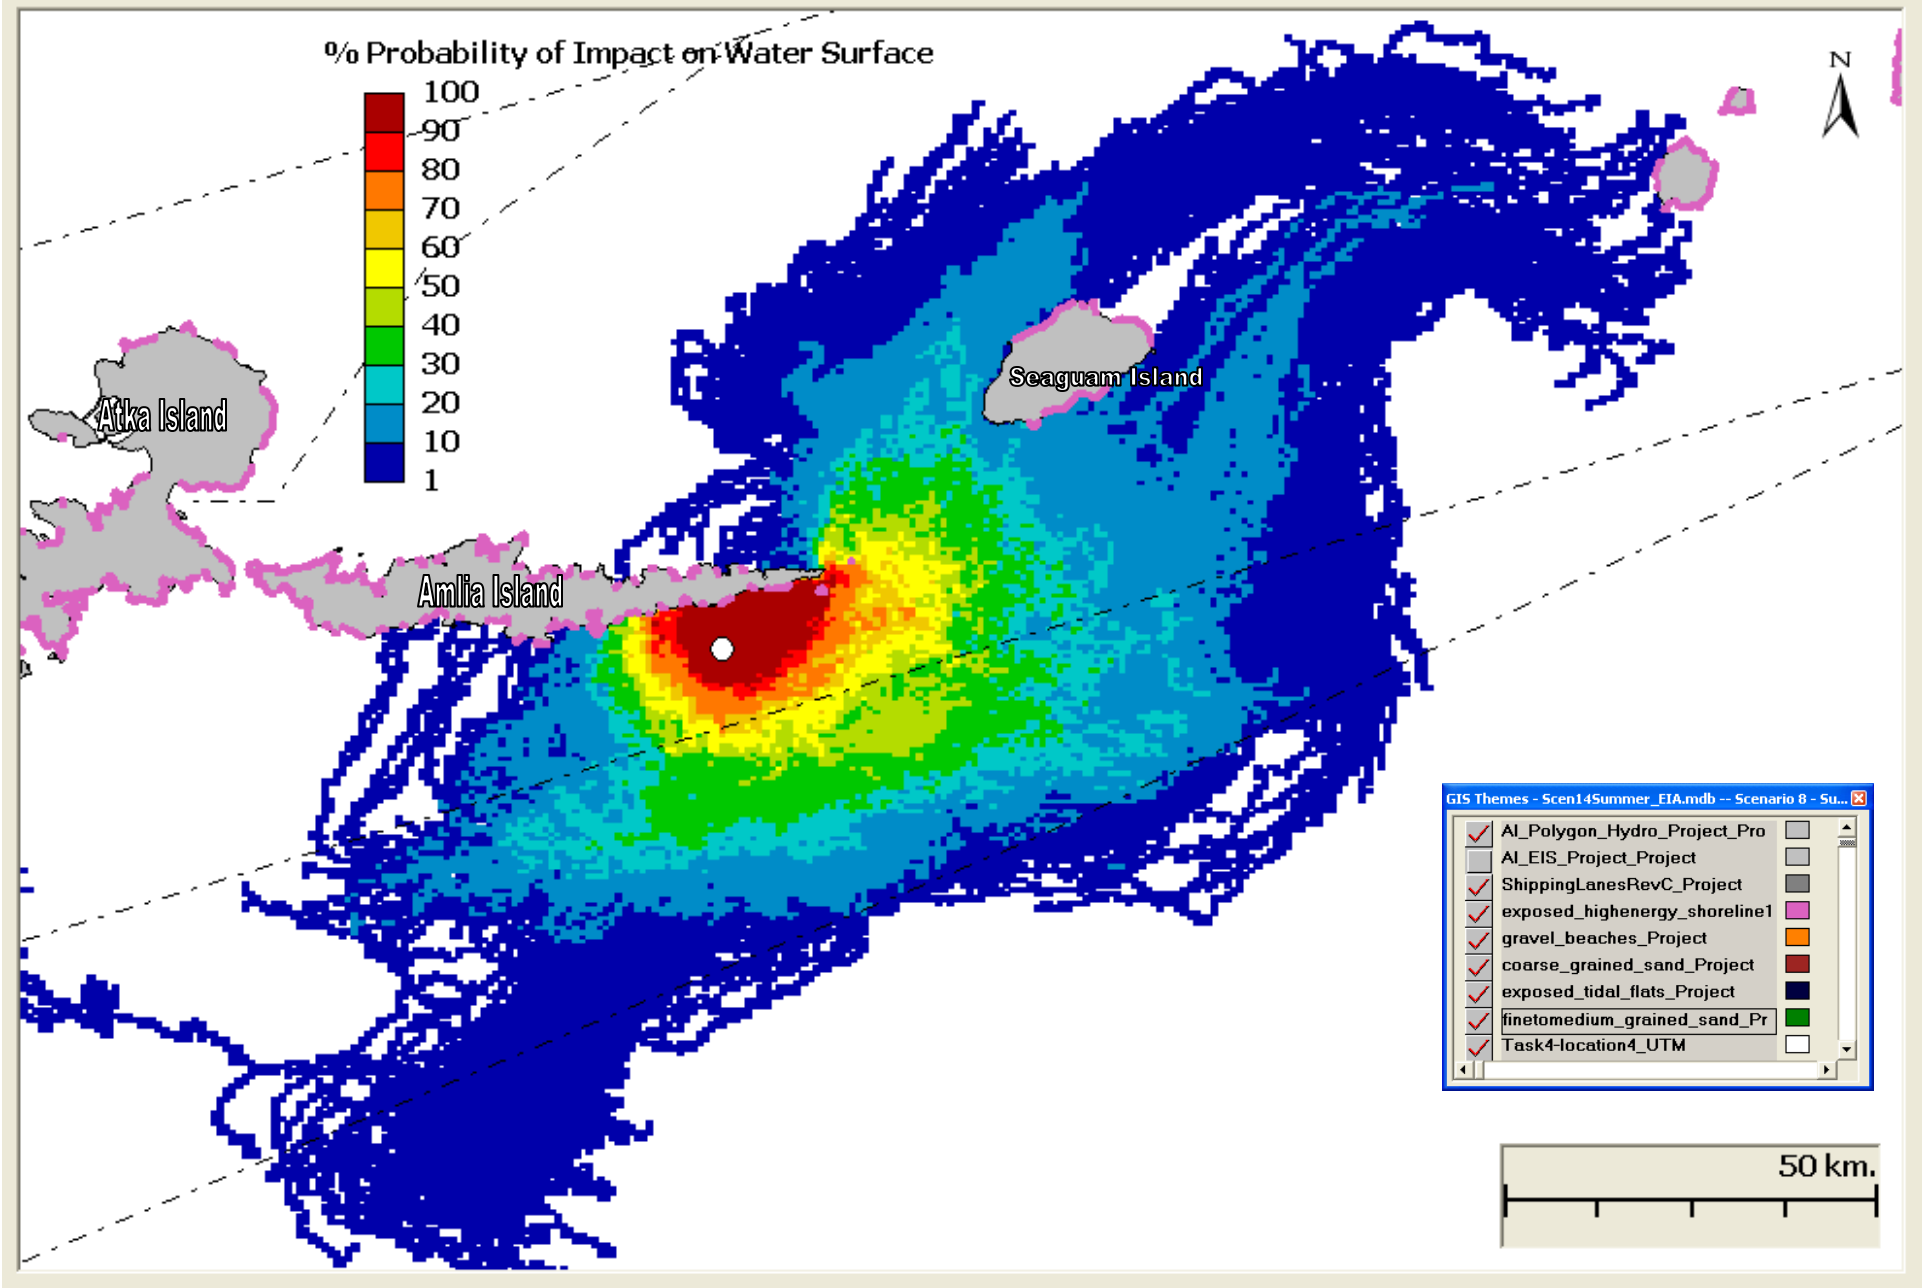 % Probability of Impact on Water Surface
100
90
80
70
60
50
40
30
20
10
1
N
Seaguam Island
Atka Island
Amlia Island
GIS Themes - Scen14Summer_EIA.mdb -- Scenario 8 - Su...
AI_Polygon_Hydro_Project_Pro
AI_EIS_Project_Project
ShippingLanesRevC_Project
exposed_highenergy_shoreline1
gravel_beaches_Project
coarse_grained_sand_Project
exposed_tidal_flats_Project
finetomedium_grained_sand_Pr
Task4-location4_UTM
50 km.